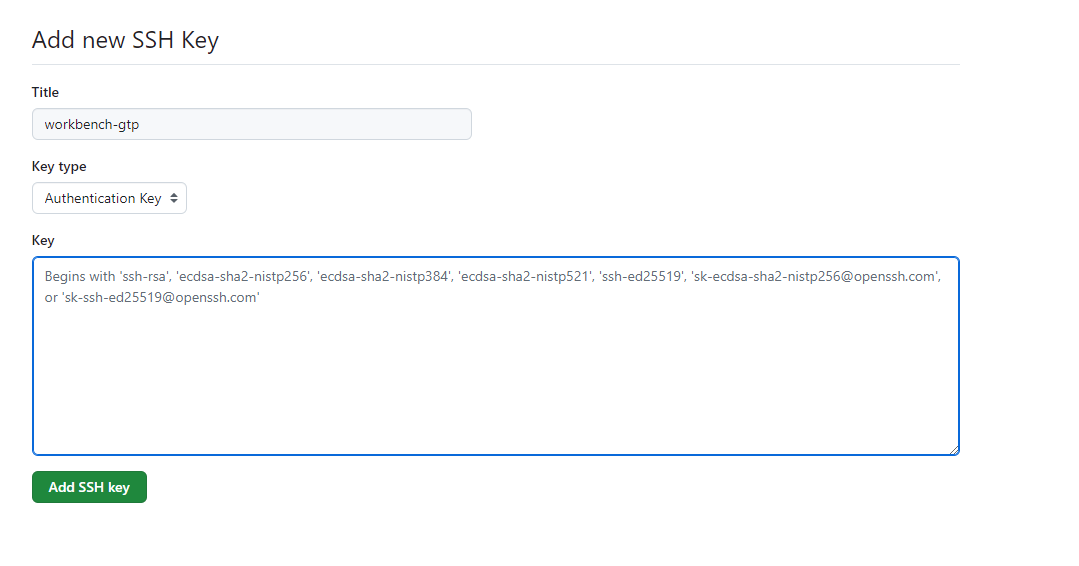 Add new SSH Key
Title
workbench-gtp
Key type
Authentication Key
Key
Begins with 'ssh-rsa', 'ecdsa-sha2-nistp256', 'ecdsa-sha2-nistp384', 'ecdsa-sha2-nistp521', 'ssh-ed25519', 'sk-ecdsa-sha2-nistp256@openssh.com',
or 'sk-ssh-ed25519@openssh.com'
Add SSH key